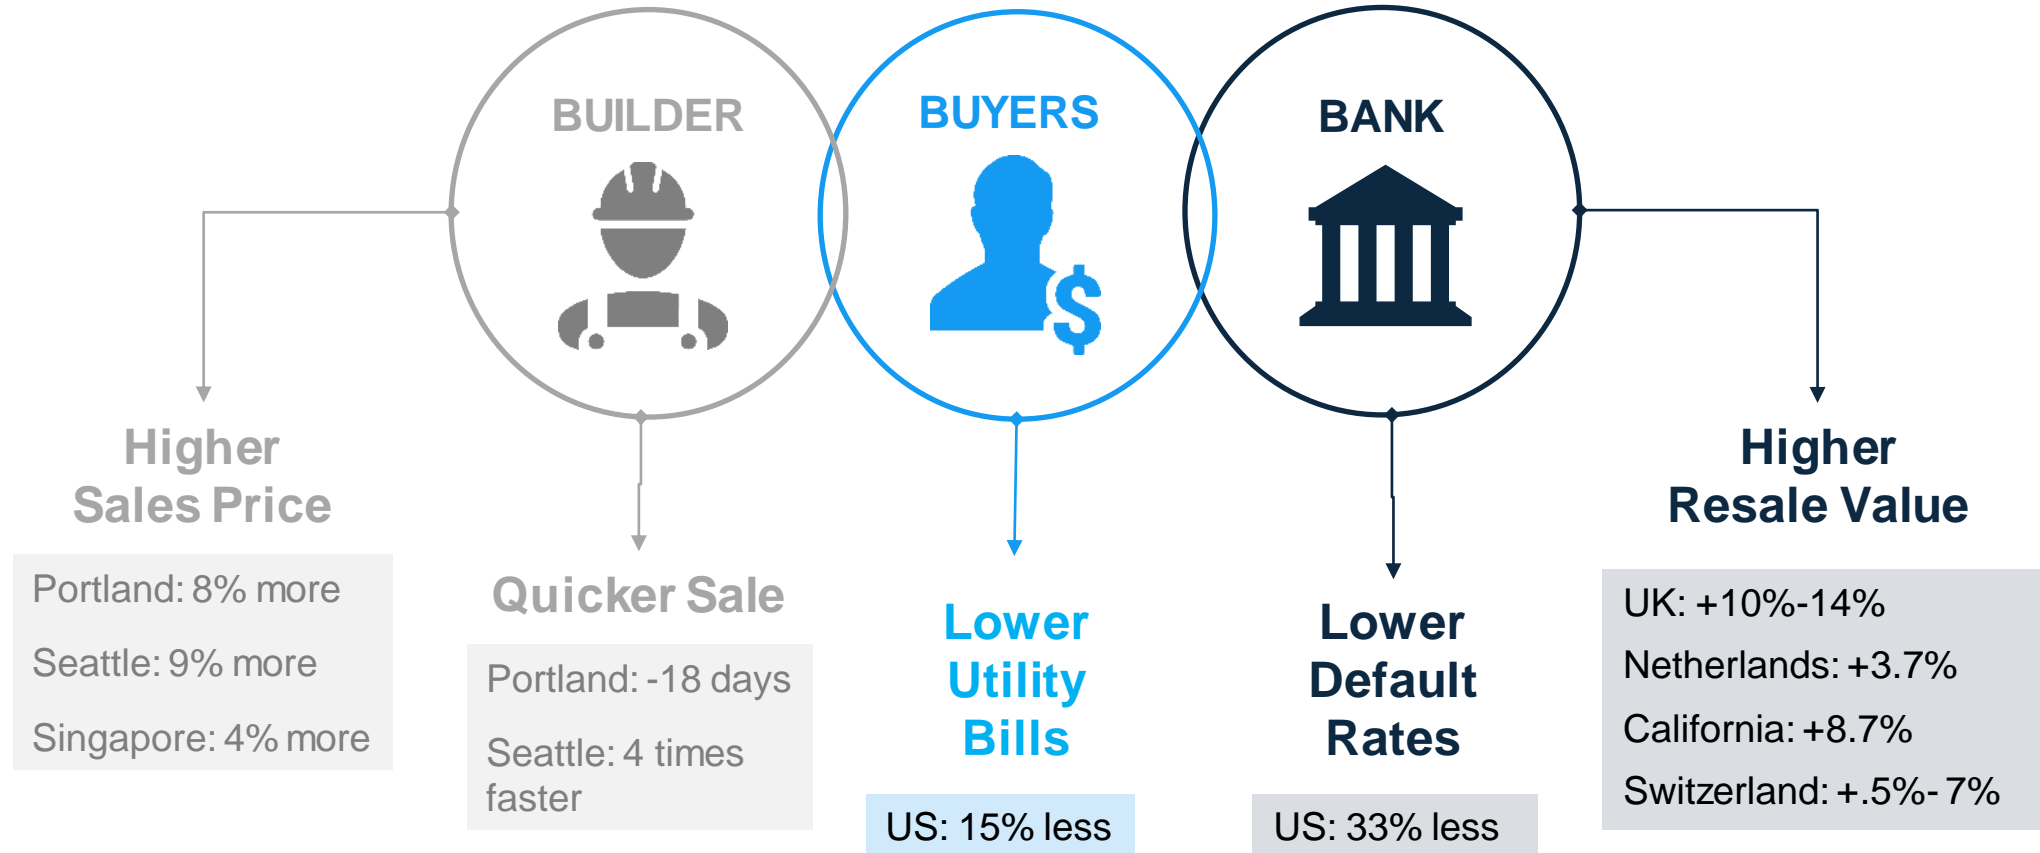 BUILDER
BUYERS
BANK
Higher
Sales Price
Portland: 8% more
Seattle: 9% more
Singapore: 4% more
Quicker Sale
Portland: -18 days
Seattle: 4 times
faster
$
Lower
Utility
Bills
US: 15% less
Lower
Default
Rates
US: 33% less
Higher
Resale Value
UK: +10%-14%
Netherlands: +3.7%
California: +8.7%
Switzerland: +.5%- 7%